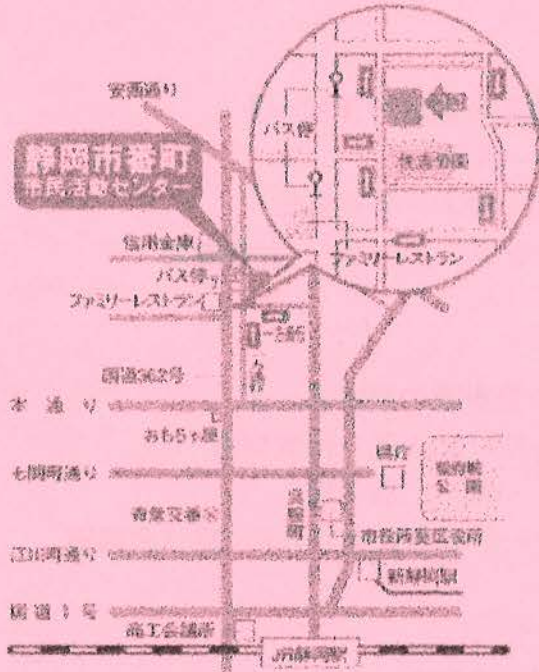 安西通り
静岡市番町
市民活動センター
バス停
信用金庫
バス停
ファミリーレストラン
ファミリーレストラン
国道362号
本通り
おもちゃ屋
七間町通り
県庁
駿府城
公園
青葉交番
呉服町
市役所葵区役所
江川町通り
新静岡駅
国道1号
商工会議所
JR静岡駅